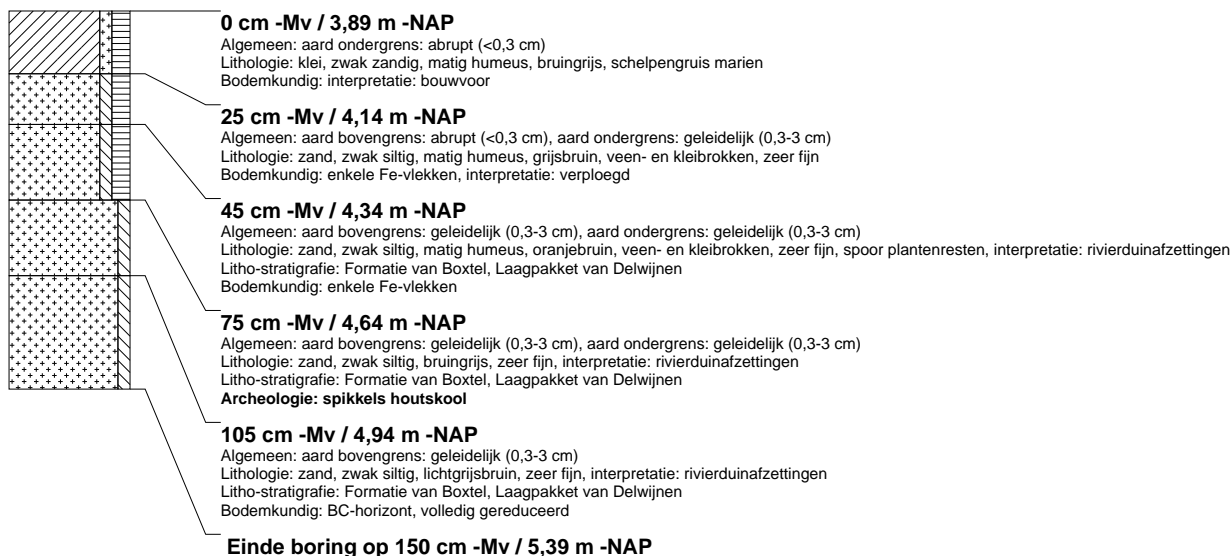 0 cm -Mv / 3,89 m -NAP
Algemeen: aard ondergrens: abrupt (<0,3 cm)
Lithologie: klei, zwak zandig, matig humeus, bruingrijs, schelpengruis marien
Bodemkundig: interpretatie: bouwvoor
25 cm -Mv / 4,14 m -NAP
Algemeen: aard bovengrens: abrupt (<0,3 cm), aard ondergrens: geleidelijk (0,3-3 cm)
Lithologie: zand, zwak siltig, matig humeus, grijsbruin, veen- en kleibrokken, zeer fijn
Bodemkundig: enkele Fe-vlekken, interpretatie: verploegd
45 cm -Mv / 4,34 m -NAP
Algemeen: aard bovengrens: geleidelijk (0,3-3 cm), aard ondergrens: geleidelijk (0,3-3 cm)
Lithologie: zand, zwak siltig, matig humeus, oranjebruin, veen- en kleibrokken, zeer fijn, spoor plantenresten, interpretatie: rivierduinafzettingen
Litho-stratigrafie: Formatie van Boxtel, Laagpakket van Delwijnen
Bodemkundig: enkele Fe-vlekken
75 cm -Mv / 4,64 m -NAP
Algemeen: aard bovengrens: geleidelijk (0,3-3 cm), aard ondergrens: geleidelijk (0,3-3 cm)
Lithologie: zand, zwak siltig, bruingrijs, zeer fijn, interpretatie: rivierduinafzettingen
Litho-stratigrafie: Formatie van Boxtel, Laagpakket van Delwijnen
Archeologie: spikkels houtskool
105 cm -Mv / 4,94 m -NAP
Algemeen: aard bovengrens: geleidelijk (0,3-3 cm)
Lithologie: zand, zwak siltig, lichtgrijsbruin, zeer fijn, interpretatie: rivierduinafzettingen
Litho-stratigrafie: Formatie van Boxtel, Laagpakket van Delwijnen
Bodemkundig: BC-horizont, volledig gereduceerd
Einde boring op 150 cm -Mv / 5,39 m -NAP